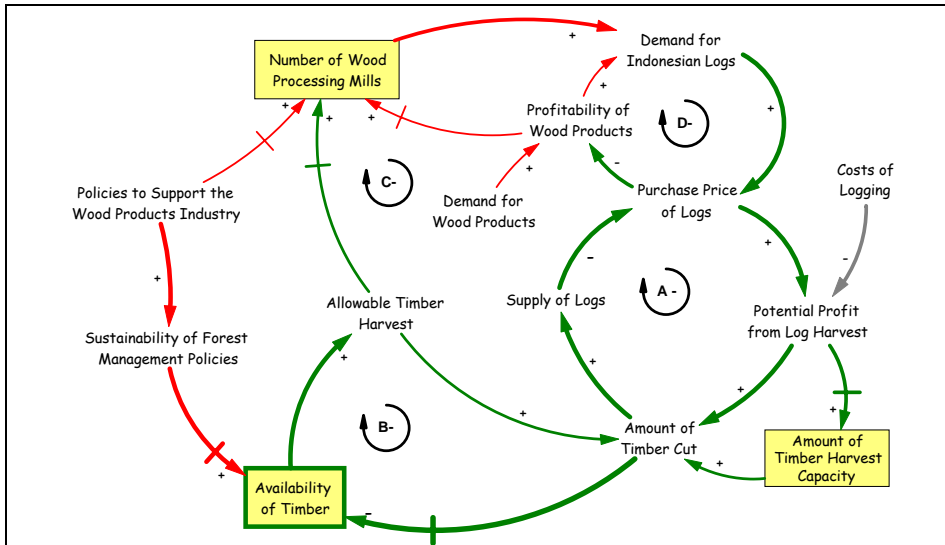 Number of Wood
Processing Mills
+
Demand for
Indonesian Logs
+
+
+
+
+
Profitability of
Wood Products
D-
+
C-
-
Policies to Support the
Wood Products Industry
Demand for
Wood Products
Purchase Price
of Logs
Costs of
Logging
+
-
-
+
A -
Allowable Timber
Harvest
Supply of Logs
Potential Profit
from Log Harvest
Sustainability of Forest
Management Policies
+
+
+
+
+
B-
Amount of
Timber Cut
Amount of
Timber Harvest
Capacity
+
+
Availability
of Timber
-